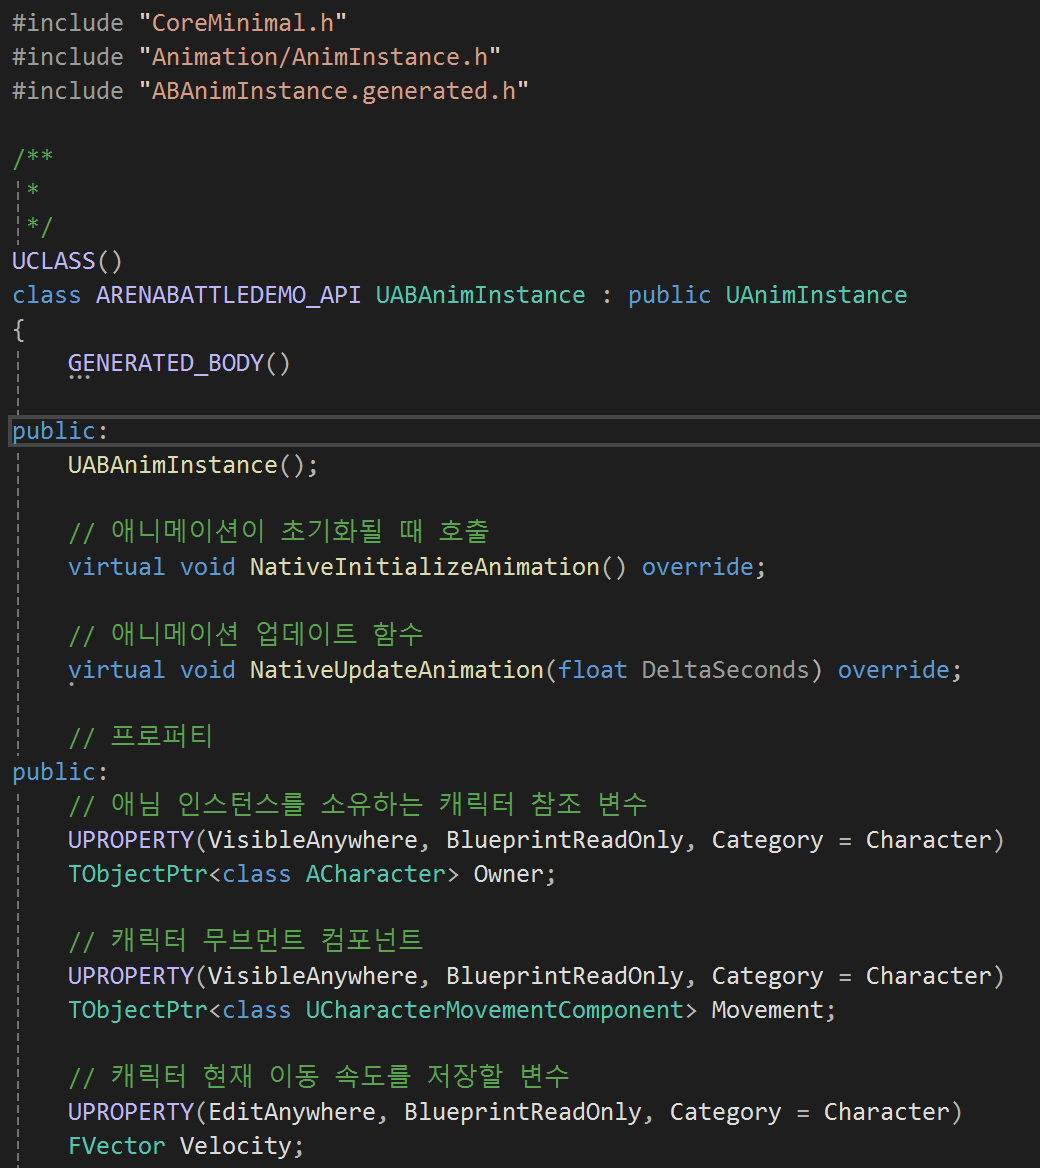 #include "CoreMinimal.h"
#include "Animation/AnimInstance.h"
#include "ABAnimInstance.generated.h"
/**
*
*/
UCLASS()
class ARENABATTLEDEMO_API UABAnimInstance : public UAnimInstance
{
GENERATED_BODY()
public:
UABAnimInstance();
// 애니메이션이 초기화될 때 호출
virtual void NativeInitializeAnimation() override;
// 애니메이션 업데이트 함수
virtual void NativeUpdateAnimation(float DeltaSeconds) override;
// 프로퍼티
public:
// 애님 인스턴스를 소유하는 캐릭터 참조 변수
UPROPERTY(VisibleAnywhere, BlueprintReadOnly, Category = Character)
TObjectPtr<class ACharacter> Owner;
// 캐릭터 무브먼트 컴포넌트
UPROPERTY(VisibleAnywhere, BlueprintReadOnly, Category = Character)
TObjectPtr<class UCharacterMovementComponent> Movement;
// 캐릭터 현재 이동 속도를 저장할 변수
UPROPERTY(EditAnywhere, BlueprintReadOnly, Category = Character)
FVector Velocity;